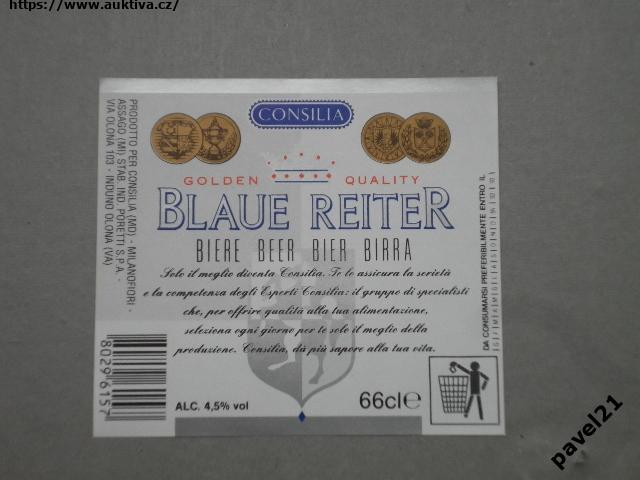 https://www.auktiva.cz/
CONSILIA
GOLDEN QUALITY
BLAUE REITER
BIERE BEER BIER BIRRA
Solo il meglio diventa Consilia. Te lo assicura la serietà
e la competenza degli Esperti Consilia: il gruppo di specialisti
che, per offrire qualità alla tua alimentazione,
seleziona ogni giorno per te solo il meglio della
produzione. Consilia, dà più sapore alla tua vita.
ALC. 4,5% vol
66cl e
PRODOTTO PER CONSILIA (MO) - MILANOFIORI -
ASSAGO (MI) STAB. IND. PORETTI S.P.A. -
VIA OLONA 103 - INDUNO OLONA (VA)
80296157
DA CONSUMARSI PREFERIBILMENTE ENTRO IL
pavel21